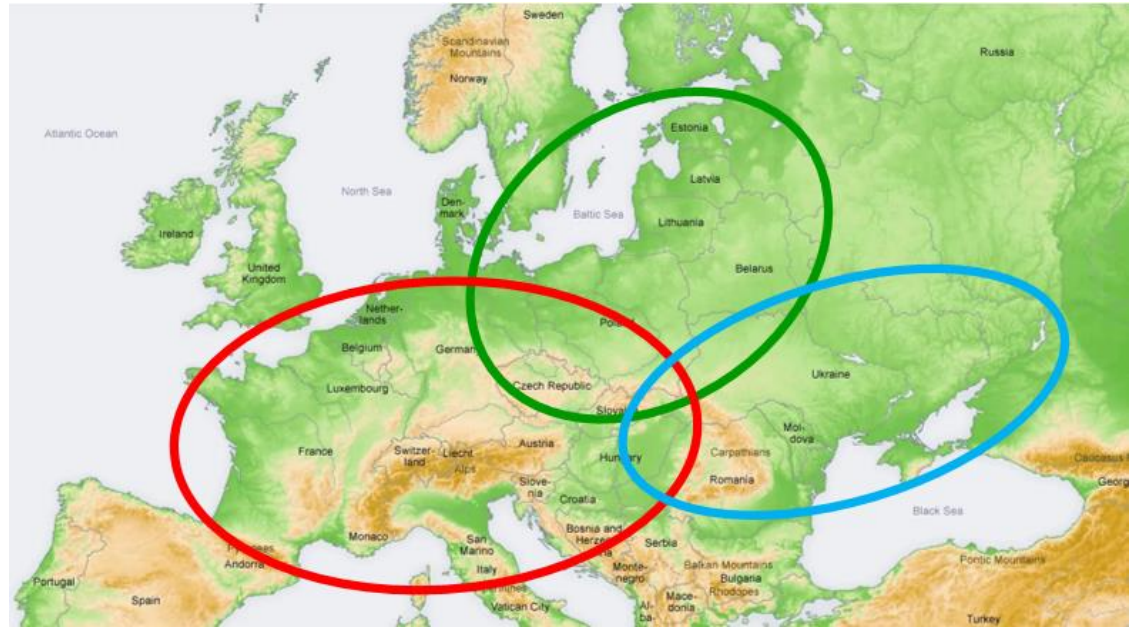 Sweden
Scandinavian
Mountains
Norway
Russia
Atlantic Ocean
Estonia
North Sea
Latvia
Den-
mark
Baltic Sea
Lithuania
Ireland
United
Kingdom
Belarus
Nether-
lands
Belgium
German
Luxembourg
Czech Republic
Ukraine
France
Switzer-
land
Liecht.
Alps
Austria
Hungary
Mol-
dova
Carpathians
Romania
Slove-
nia
Croatia
Black Sea
Caucasus
Georg
Monaco
San
Marino
Italy
Bosnia and
Herze
Serbia
Monte-
negro
Balkan Mountains
Bulgaria
Rhodopes
Mace-
donia
Al-
ba-
Vatican City
Andorra
Portugal
Spain
Pontic Mountains
Turkey